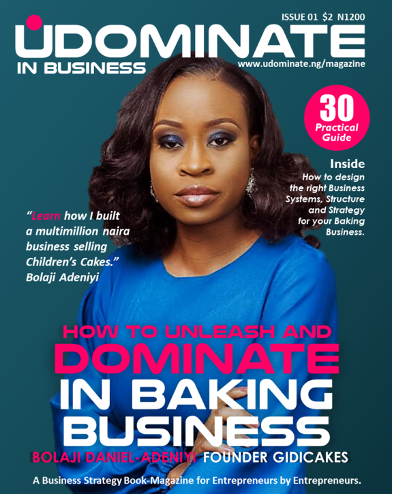 ISSUE 01 $2 N1200
UDOMINATE
IN BUSINESS
www.udominate.ng/magazine
30
Practical
Guide
Inside
How to design
the right Business
Systems, Structure
and Strategy
for your Baking
Business.
“Learn how I built
a multimillion naira
business selling
Children’s Cakes.”
Bolaji Adeniyi
HOW TO UNLEASH AND
DOMINATE
IN BAKING
BUSINESS
BOLAJI DANIEL-ADENIYI FOUNDER GIDICAKES
A Business Strategy Book-Magazine for Entrepreneurs by Entrepreneurs.